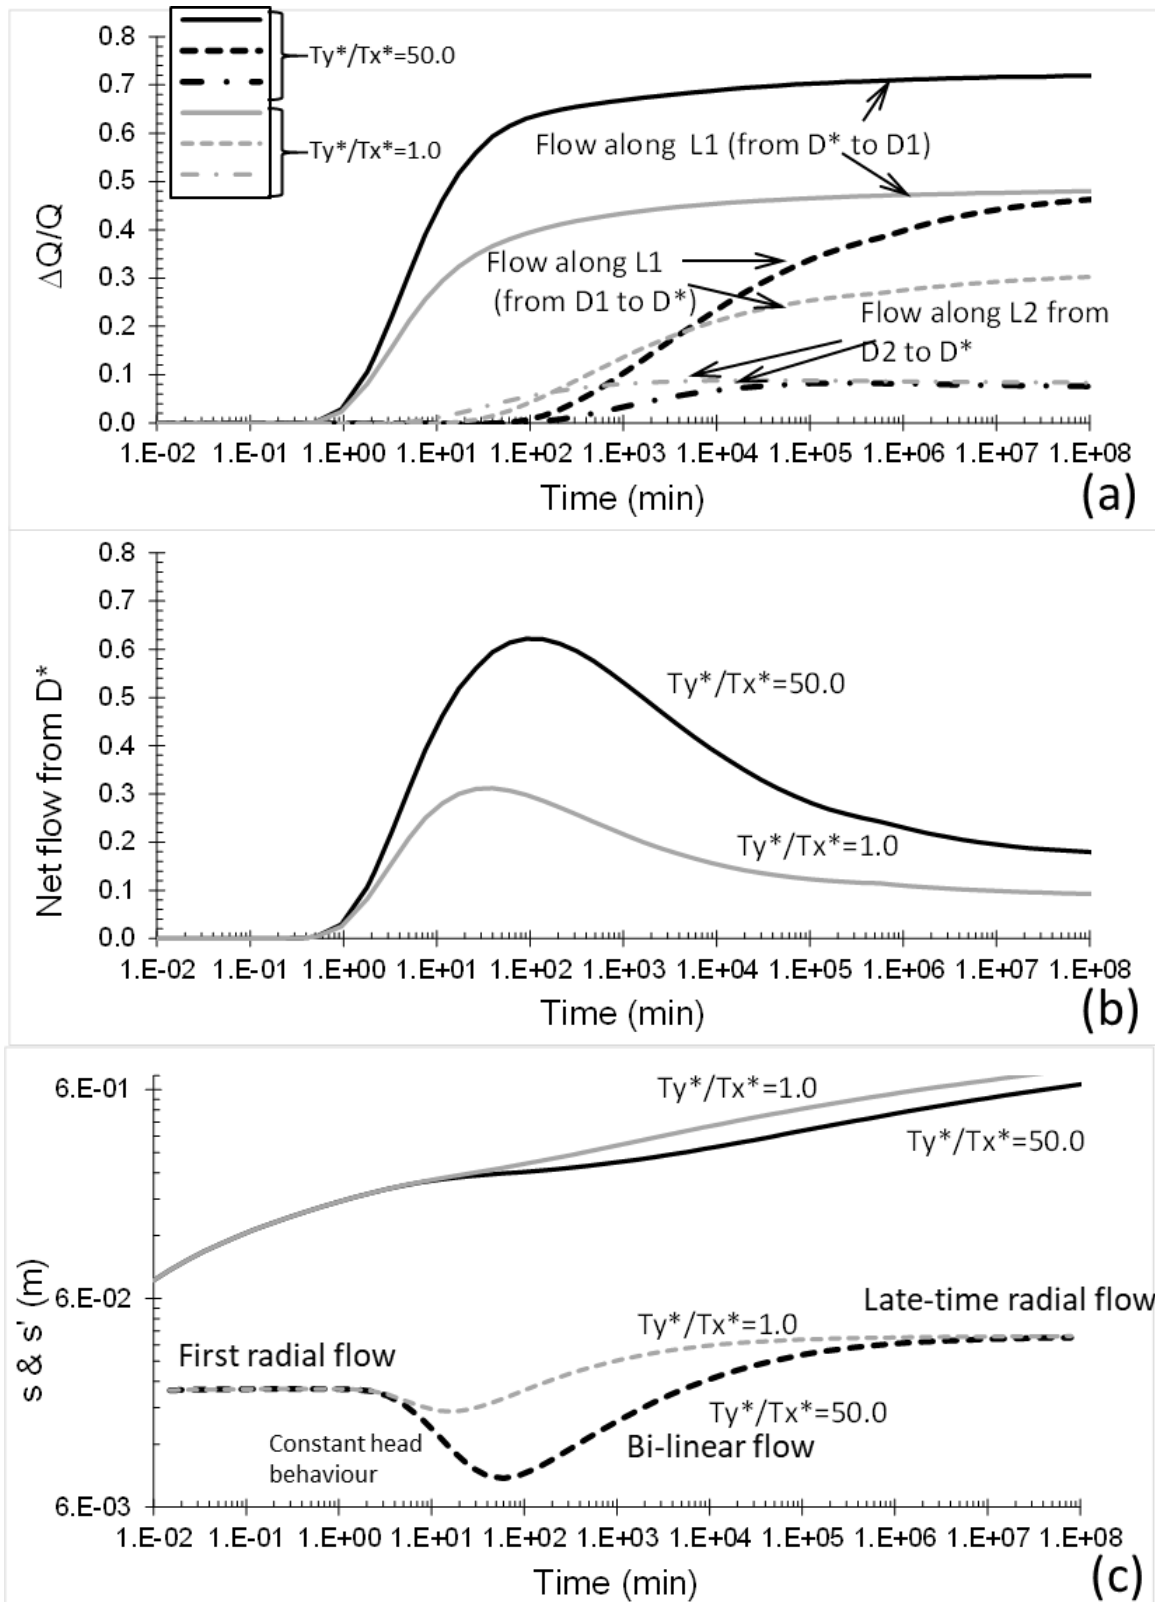 Ty*/Tx*=50.0
Ty*/Tx*=1.0
ΔQ/Q
0.8
0.7
0.6
0.5
0.4
0.3
0.2
0.1
0.0
Flow along L1 (from D* to D1)
Flow along L1
(from D1 to D*)
Flow along L2 from
D2 to D*
1.E-02 1.E-01 1.E+00 1.E+01 1.E+02 1.E+03 1.E+04 1.E+05 1.E+06 1.E+07 1.E+08
Time (min)
(a)
Net flow from D*
0.8
0.7
0.6
0.5
0.4
0.3
0.2
0.1
0.0
Ty*/Tx*=50.0
Ty*/Tx*=1.0
1.E-02 1.E-01 1.E+00 1.E+01 1.E+02 1.E+03 1.E+04 1.E+05 1.E+06 1.E+07 1.E+08
Time (min)
(b)
s & s' (m)
6.E-01
6.E-02
6.E-03
Ty*/Tx*=1.0
Ty*/Tx*=50.0
Late-time radial flow
Ty*/Tx*=1.0
First radial flow
Ty*/Tx*=50.0
Constant head
behaviour
Bi-linear flow
1.E-02 1.E-01 1.E+00 1.E+01 1.E+02 1.E+03 1.E+04 1.E+05 1.E+06 1.E+07 1.E+08
Time (min)
(c)